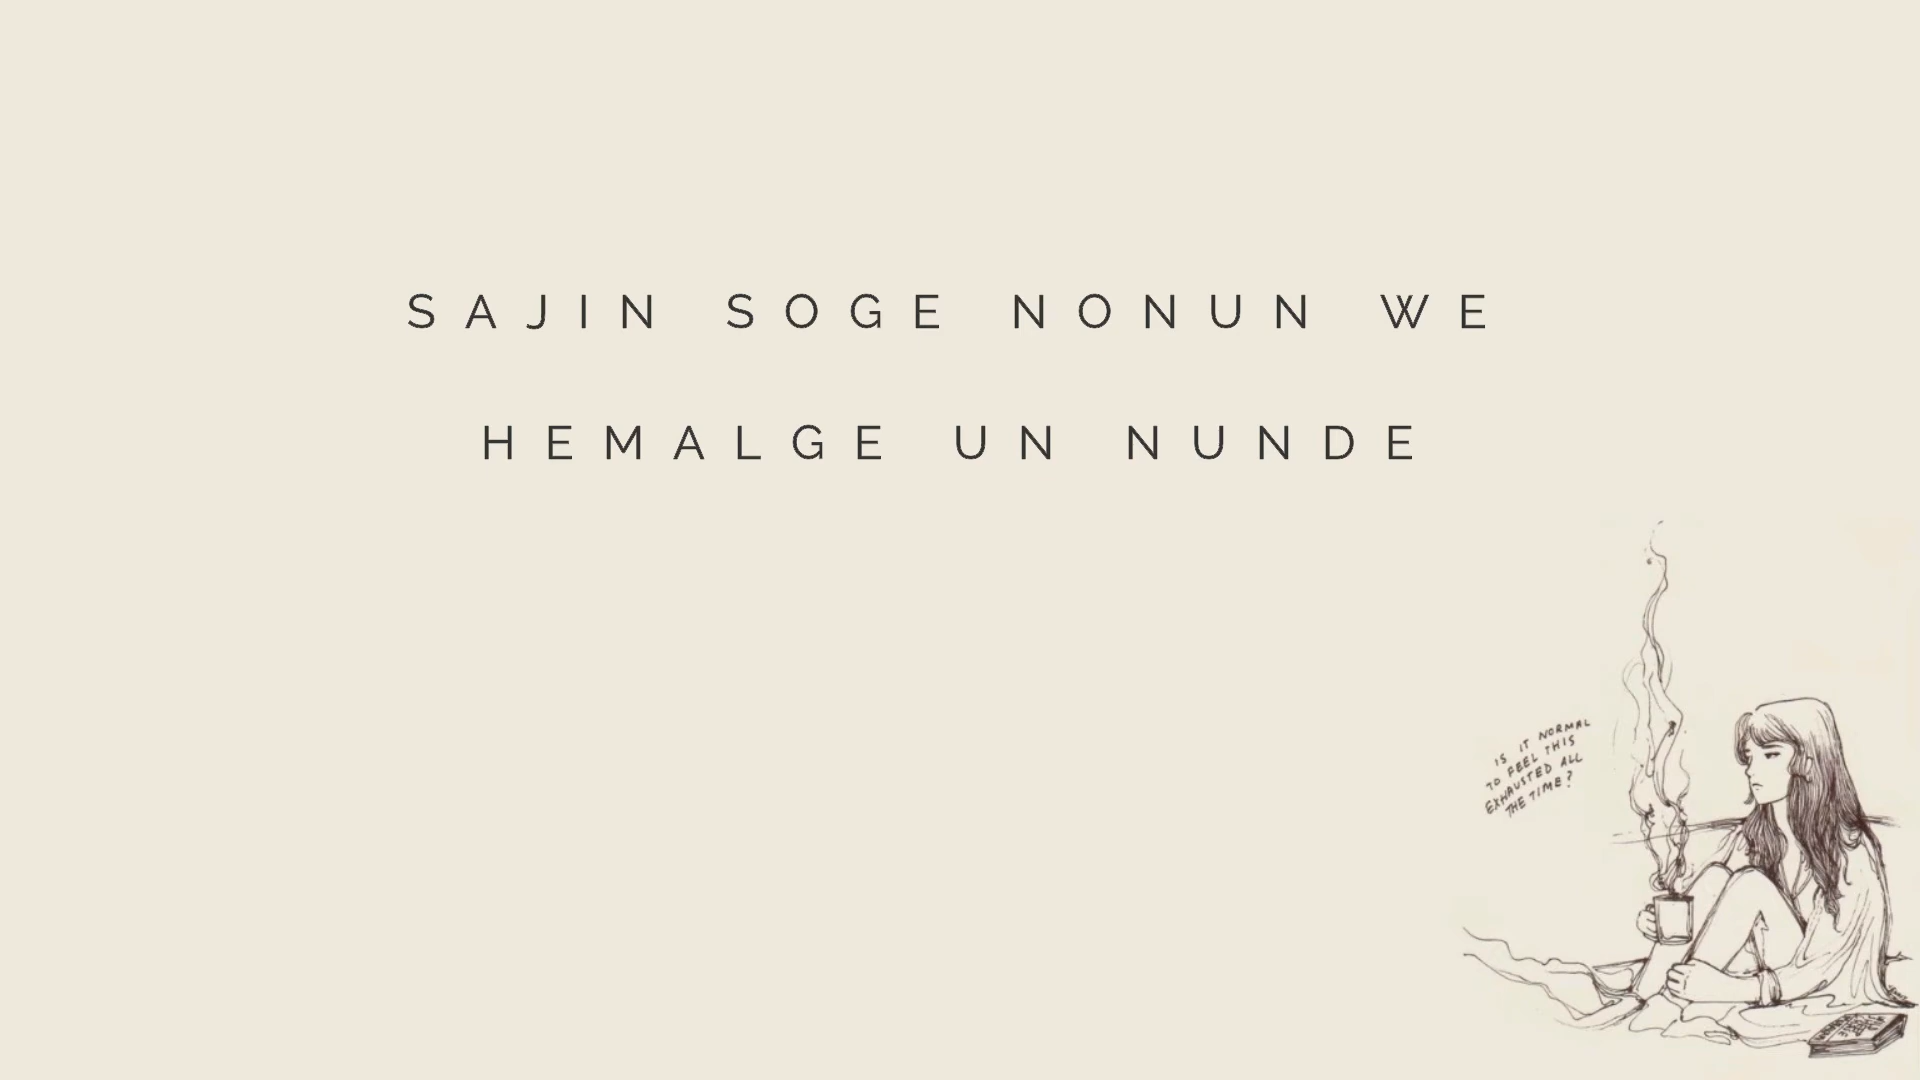 SAJIN SOGE NONUN WE
HEMALGE UN NUNDE
IS IT NORMAL
TO FEEL THIS
EXHAUSTED ALL
THE TIME?